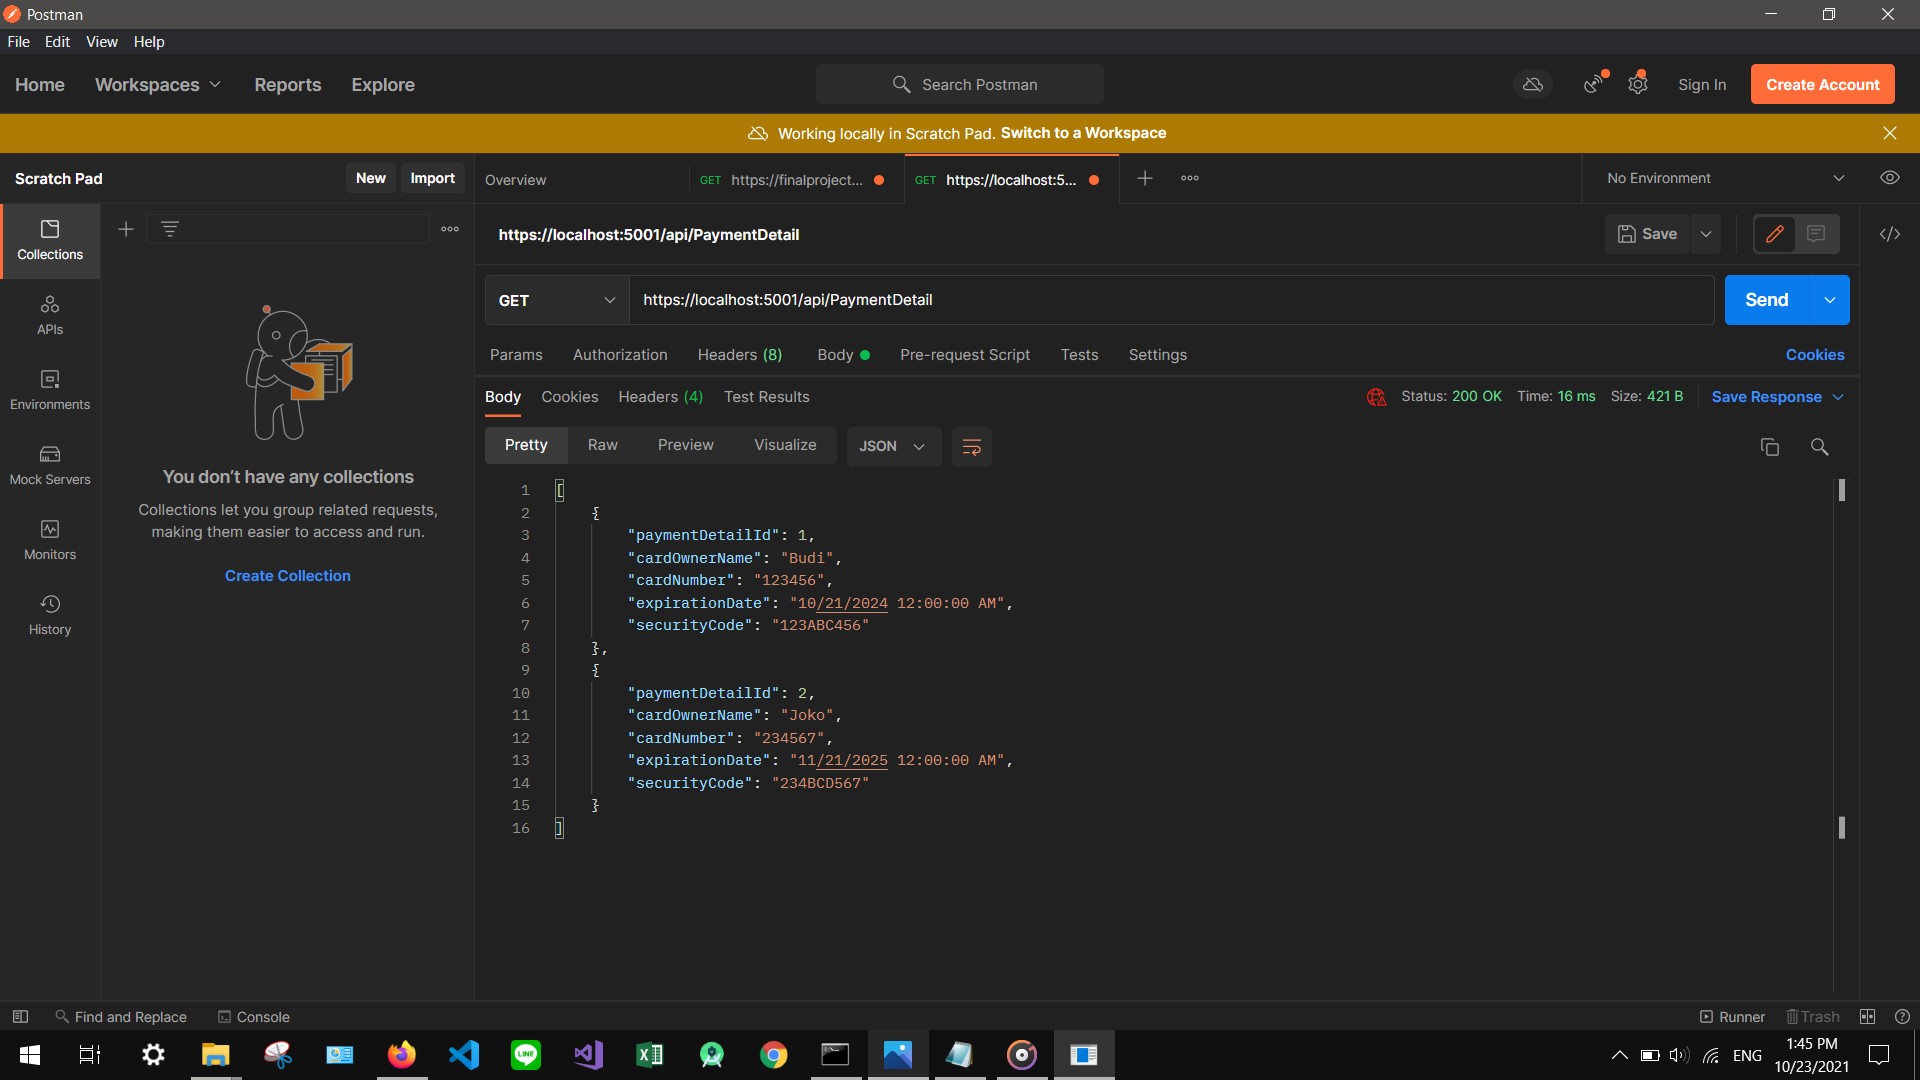 Postman
File Edit View Help
Home Workspaces Reports Explore
Search Postman
Sign In
Create Account
Working locally in Scratch Pad. Switch to a Workspace
Scratch Pad
New Import
Overview
GET https://finalproject...
GET https://localhost:5...
No Environment
Collections
APIs
Environments
Mock Servers
Monitors
History
You don't have any collections
Collections let you group related requests,
making them easier to access and run.
Create Collection
https://localhost:5001/api/PaymentDetail
Save
GET https://localhost:5001/api/PaymentDetail
Send
Params Authorization Headers (8) Body Pre-request Script Tests Settings
Cookies
Body Cookies Headers (4) Test Results
Status: 200 OK Time: 16 ms Size: 421 B Save Response
Pretty Raw Preview Visualize JSON
1 [
2 {
3 "paymentDetailId": 1,
4 "cardOwnerName": "Budi",
5 "cardNumber": "123456",
6 "expirationDate": "10/21/2024 12:00:00 AM",
7 "securityCode": "123ABC456"
8 },
9 {
10 "paymentDetailId": 2,
11 "cardOwnerName": "Joko",
12 "cardNumber": "234567",
13 "expirationDate": "11/21/2025 12:00:00 AM",
14 "securityCode": "234BCD567"
15 }
16 ]
Find and Replace Console
Runner Trash
LINE
ENG
1:45 PM
10/23/2021